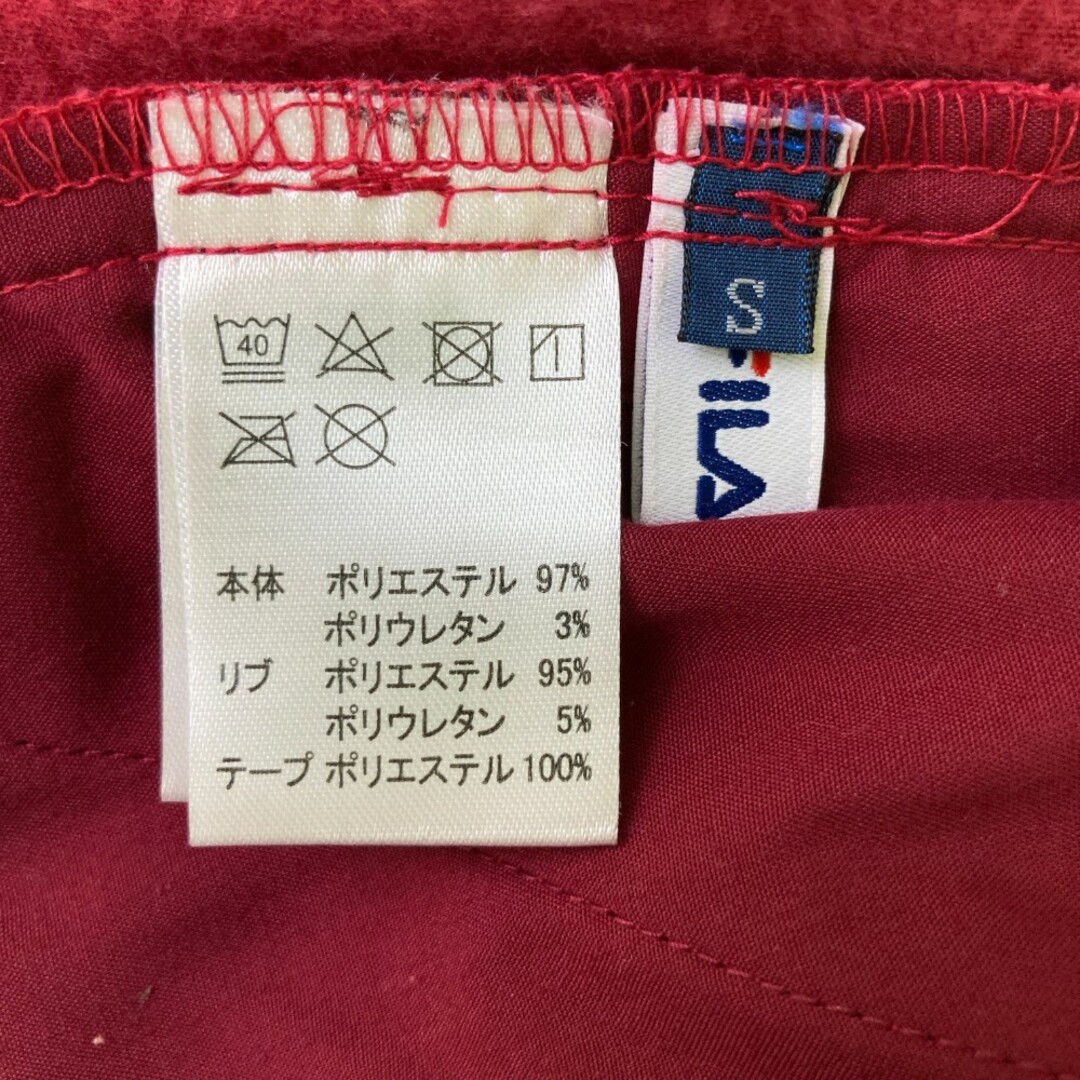 40
本体 ポリエステル 97%
ポリウレタン 3%
リブ ポリエステル 95%
ポリウレタン 5%
テープ ポリエステル 100%
S
FILA